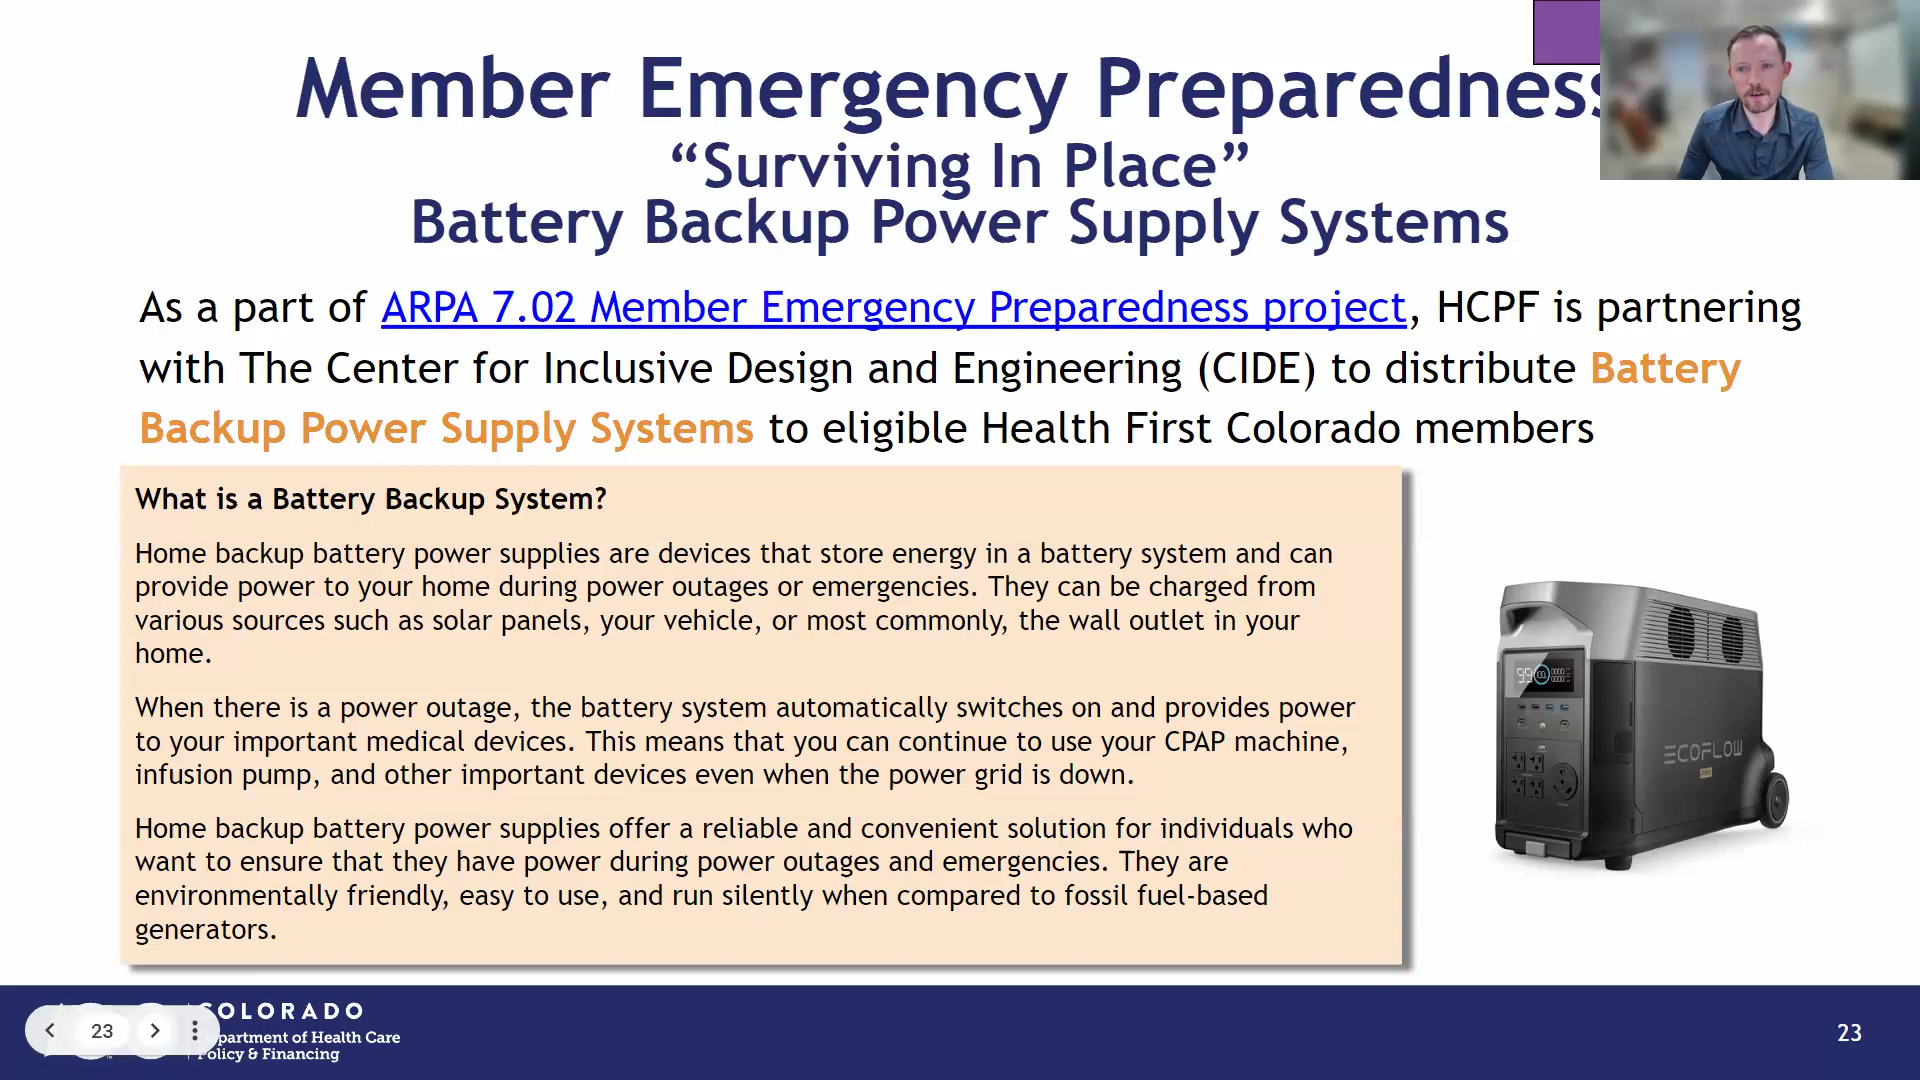 Member Emergency Preparedness
“Surviving In Place”
Battery Backup Power Supply Systems
As a part of ARPA 7.02 Member Emergency Preparedness project, HCPF is partnering
with The Center for Inclusive Design and Engineering (CIDE) to distribute Battery
Backup Power Supply Systems to eligible Health First Colorado members
What is a Battery Backup System?
Home backup battery power supplies are devices that store energy in a battery system and can
provide power to your home during power outages or emergencies. They can be charged from
various sources such as solar panels, your vehicle, or most commonly, the wall outlet in your
home.
When there is a power outage, the battery system automatically switches on and provides power
to your important medical devices. This means that you can continue to use your CPAP machine,
infusion pump, and other important devices even when the power grid is down.
Home backup battery power supplies offer a reliable and convenient solution for individuals who
want to ensure that they have power during power outages and emergencies. They are
environmentally friendly, easy to use, and run silently when compared to fossil fuel-based
generators.
ECOFLOW
99
COLORADO
Department of Health Care
Policy & Financing
23
23